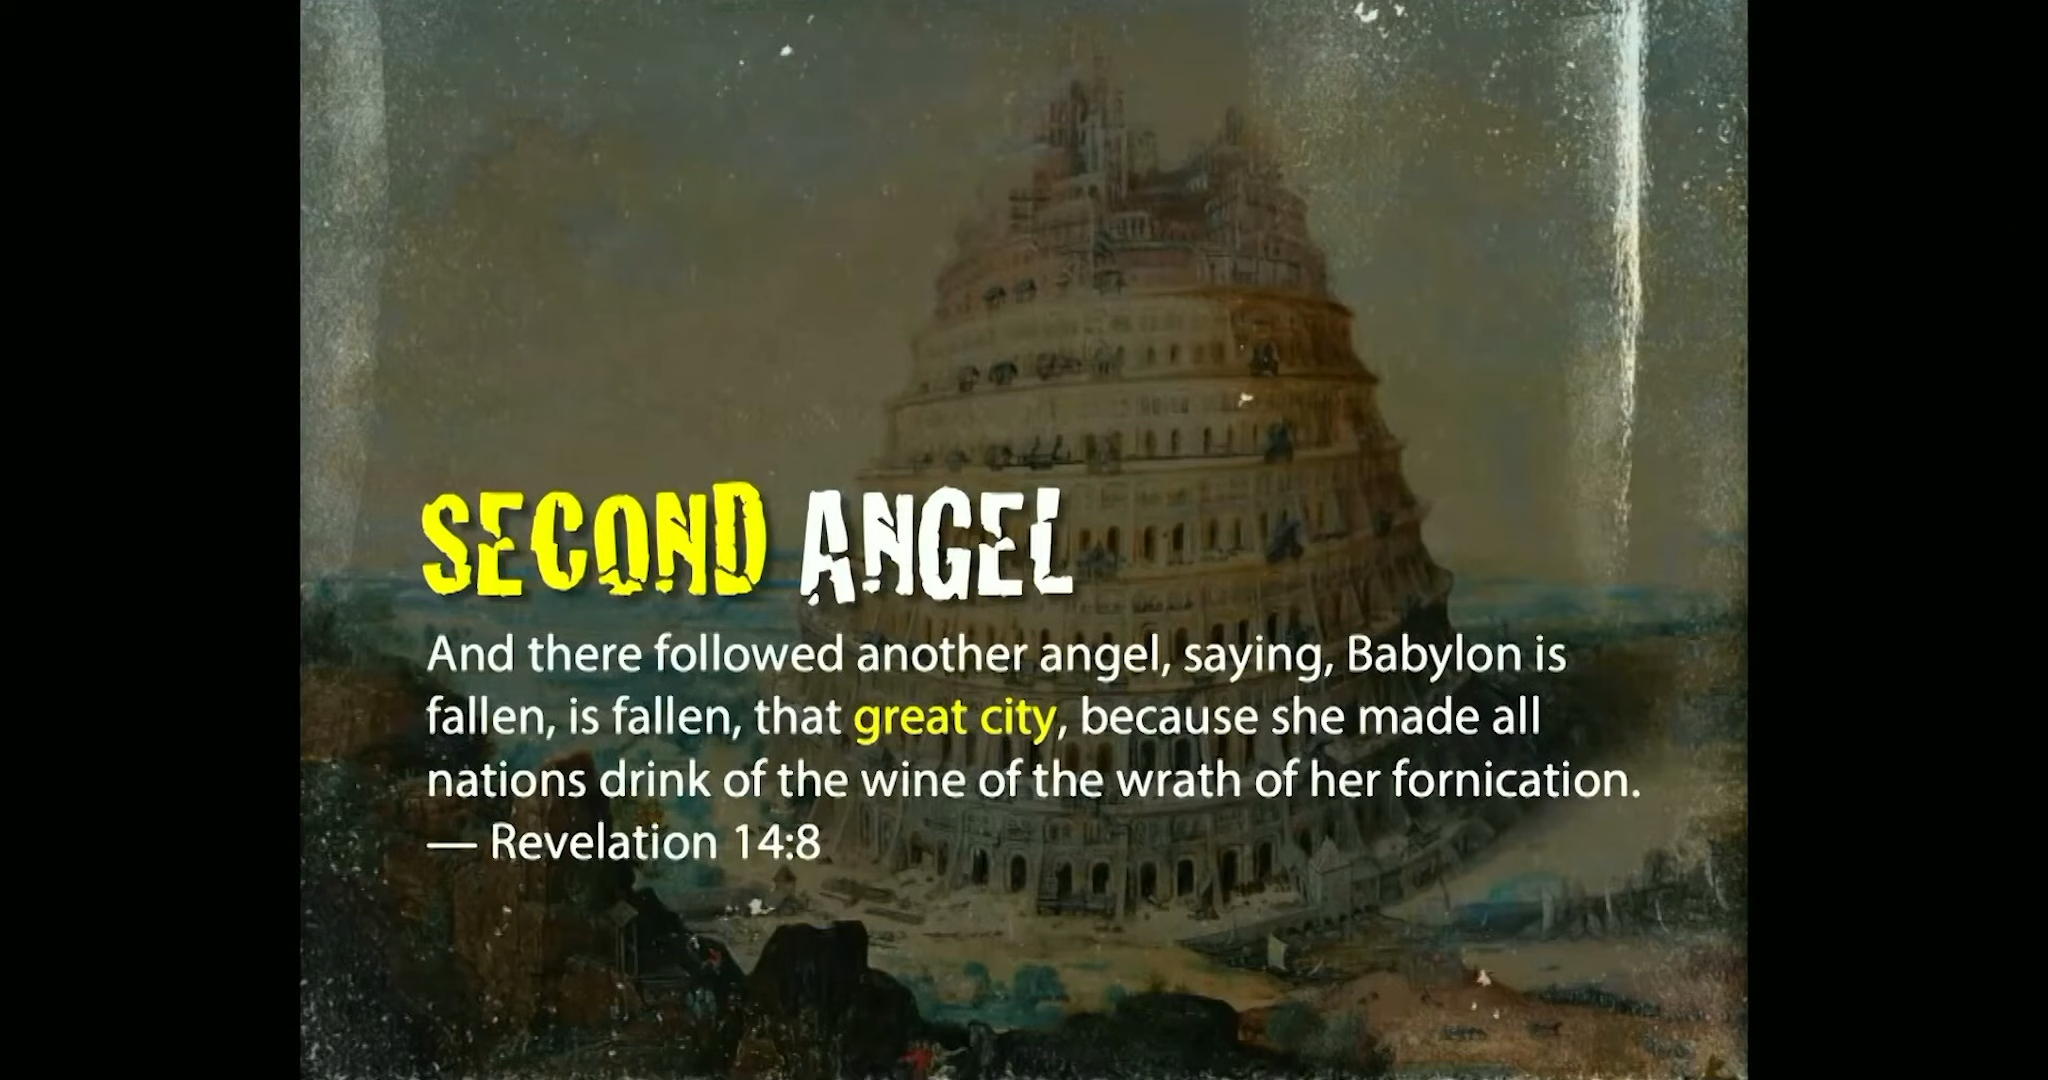 SECOND ANGEL
And there followed another angel, saying, Babylon is
fallen, is fallen, that great city, because she made all
nations drink of the wine of the wrath of her fornication.
— Revelation 14:8